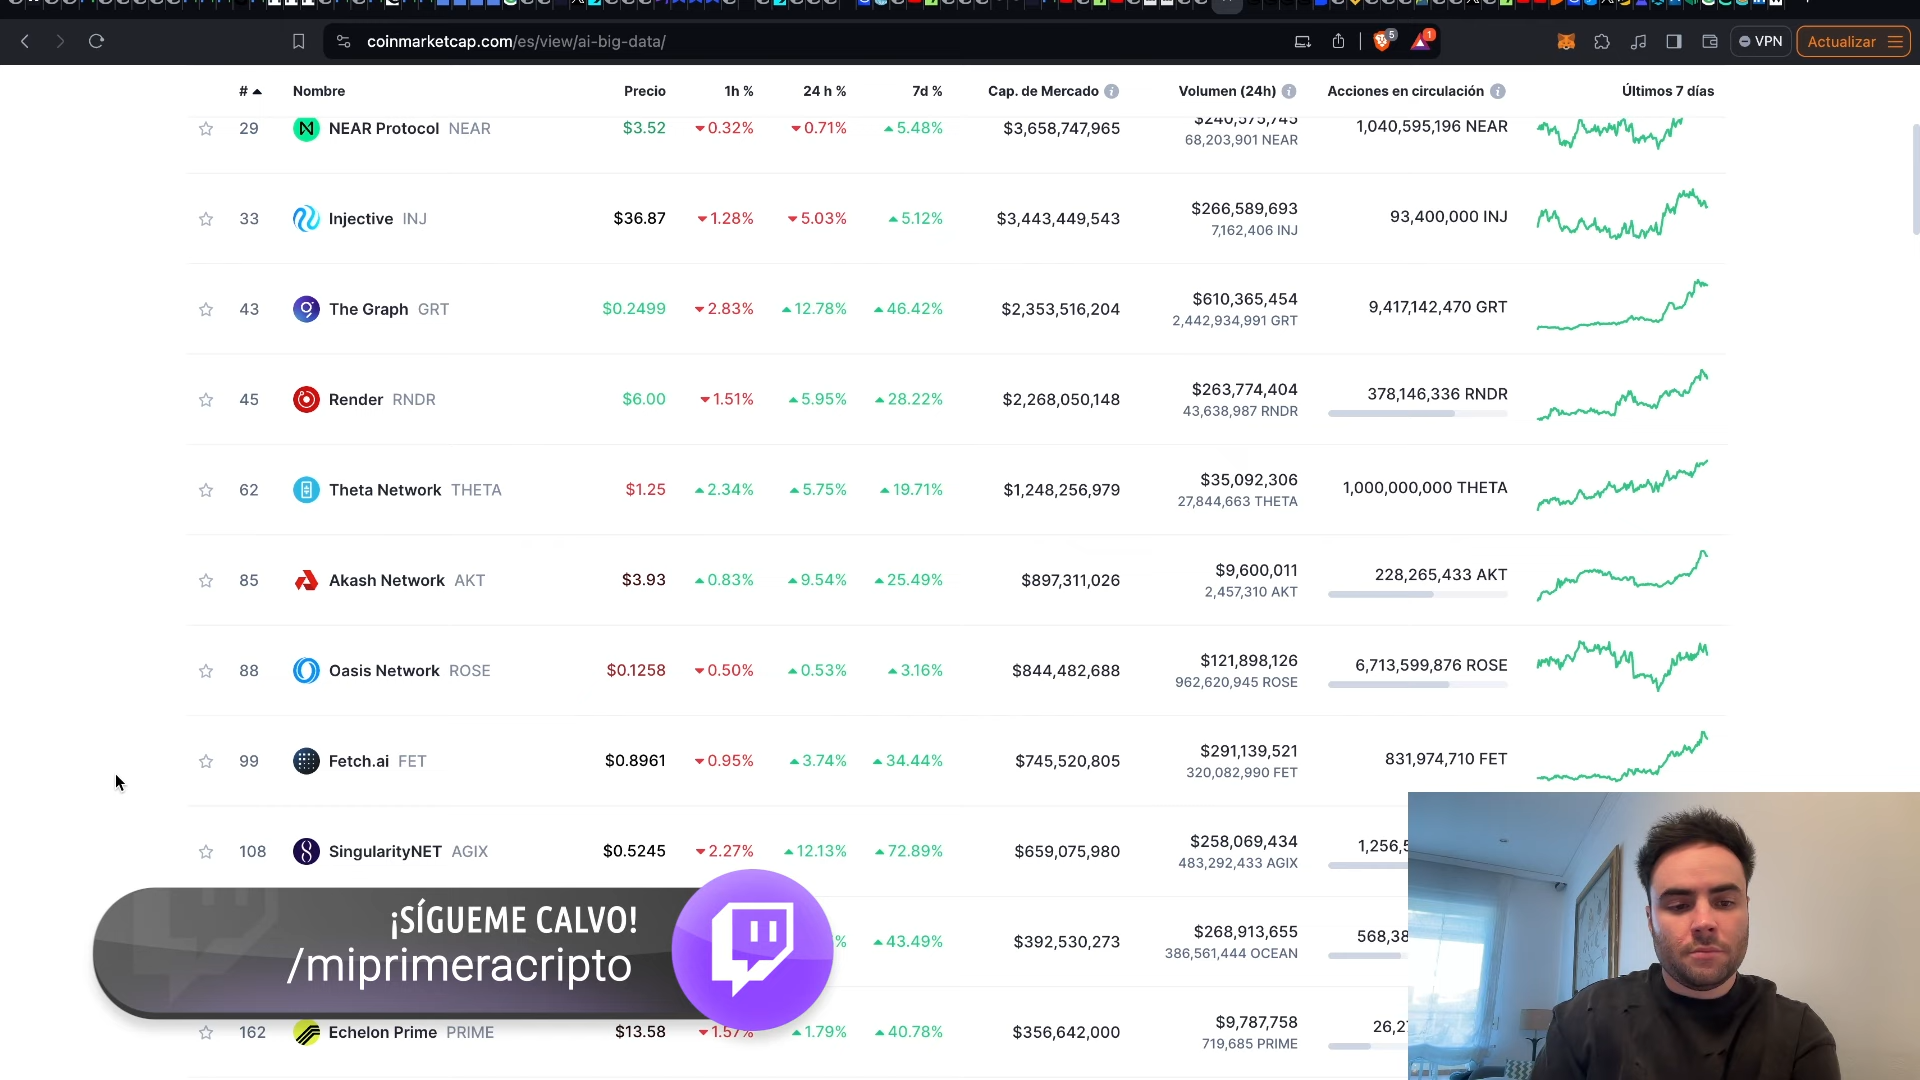 coinmarketcap.com/es/view/ai-big-data/
5
1
VPN
Actualizar
# Nombre Precio 1h % 24 h % 7d % Cap. de Mercado Volumen (24h) Acciones en circulación Últimos 7 días
29 NEAR Protocol NEAR $3.52 0.32% 0.71% 5.48% $3,658,747,965 $240,575,745 1,040,595,196 NEAR
68,203,901 NEAR
33 Injective INJ $36.87 1.28% 5.03% 5.12% $3,443,449,543 $266,589,693 93,400,000 INJ
7,162,406 INJ
43 The Graph GRT $0.2499 2.83% 12.78% 46.42% $2,353,516,204 $610,365,454 9,417,142,470 GRT
2,442,934,991 GRT
45 Render RNDR $6.00 1.51% 5.95% 28.22% $2,268,050,148 $263,774,404 378,146,336 RNDR
43,638,987 RNDR
62 Theta Network THETA $1.25 2.34% 5.75% 19.71% $1,248,256,979 $35,092,306 1,000,000,000 THETA
27,844,663 THETA
85 Akash Network AKT $3.93 0.83% 9.54% 25.49% $897,311,026 $9,600,011 228,265,433 AKT
2,457,310 AKT
88 Oasis Network ROSE $0.1258 0.50% 0.53% 3.16% $844,482,688 $121,898,126 6,713,599,876 ROSE
962,620,945 ROSE
99 Fetch.ai FET $0.8961 0.95% 3.74% 34.44% $745,520,805 $291,139,521 831,974,710 FET
320,082,990 FET
108 SingularityNET AGIX $0.5245 2.27% 12.13% 72.89% $659,075,980 $258,069,434 1,256,5
483,292,433 AGIX
% 43.49% $392,530,273 $268,913,655 568,38
386,561,444 OCEAN
¡SÍGUEME CALVO!
/miprimeracripto
162 Echelon Prime PRIME $13.58 1.57% 1.79% 40.78% $356,642,000 $9,787,758 26,27
719,685 PRIME